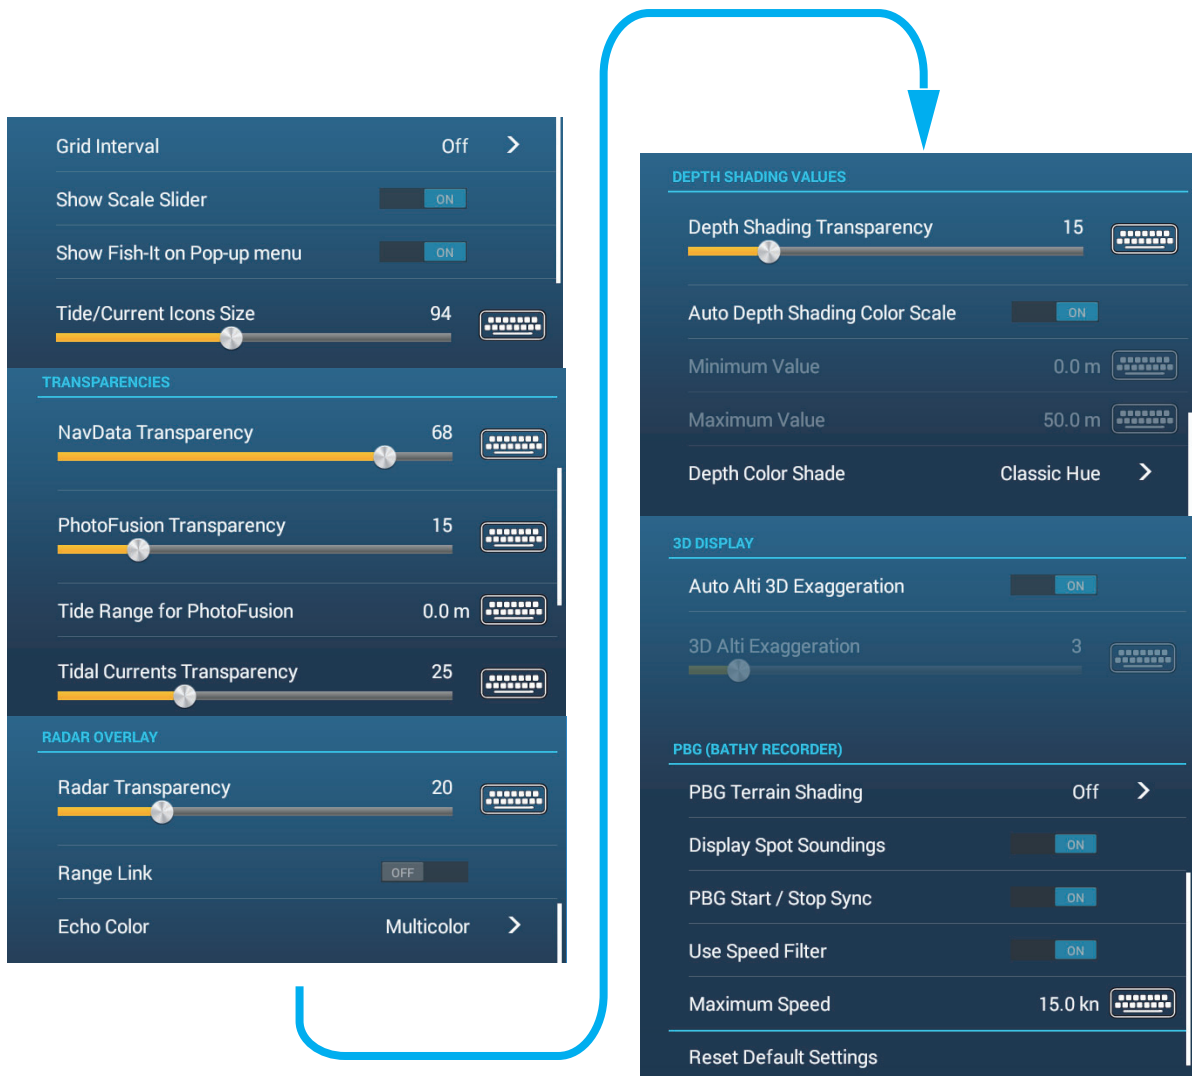 Grid Interval Off
Show Scale Slider ON
Show Fish-It on Pop-up menu ON
Tide/Current Icons Size 94
TRANSPARENCIES
NavData Transparency 68
PhotoFusion Transparency 15
Tide Range for PhotoFusion 0.0 m
Tidal Currents Transparency 25
RADAR OVERLAY
Radar Transparency 20
Range Link OFF
Echo Color Multicolor
DEPTH SHADING VALUES
Depth Shading Transparency 15
Auto Depth Shading Color Scale ON
Minimum Value 0.0 m
Maximum Value 50.0 m
Depth Color Shade Classic Hue
3D DISPLAY
Auto Alti 3D Exaggeration ON
3D Alti Exaggeration 3
PBG (BATHY RECORDER)
PBG Terrain Shading Off
Display Spot Soundings ON
PBG Start / Stop Sync ON
Use Speed Filter ON
Maximum Speed 15.0 kn
Reset Default Settings